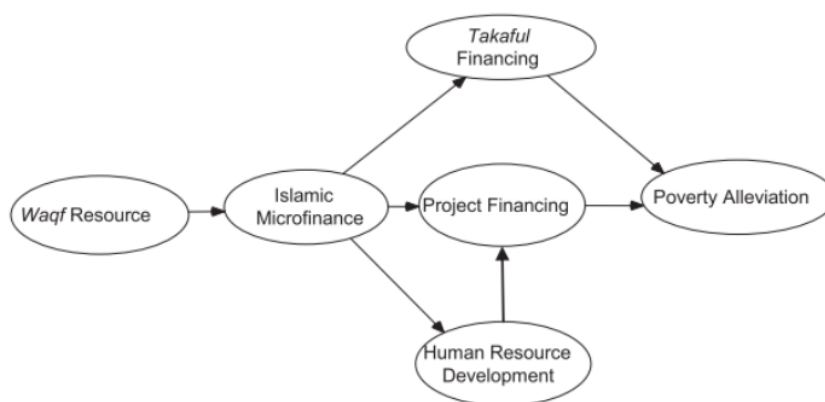 Takaful
Financing
Waqf Resource
Islamic
Microfinance
Project Financing
Poverty Alleviation
Human Resource
Development